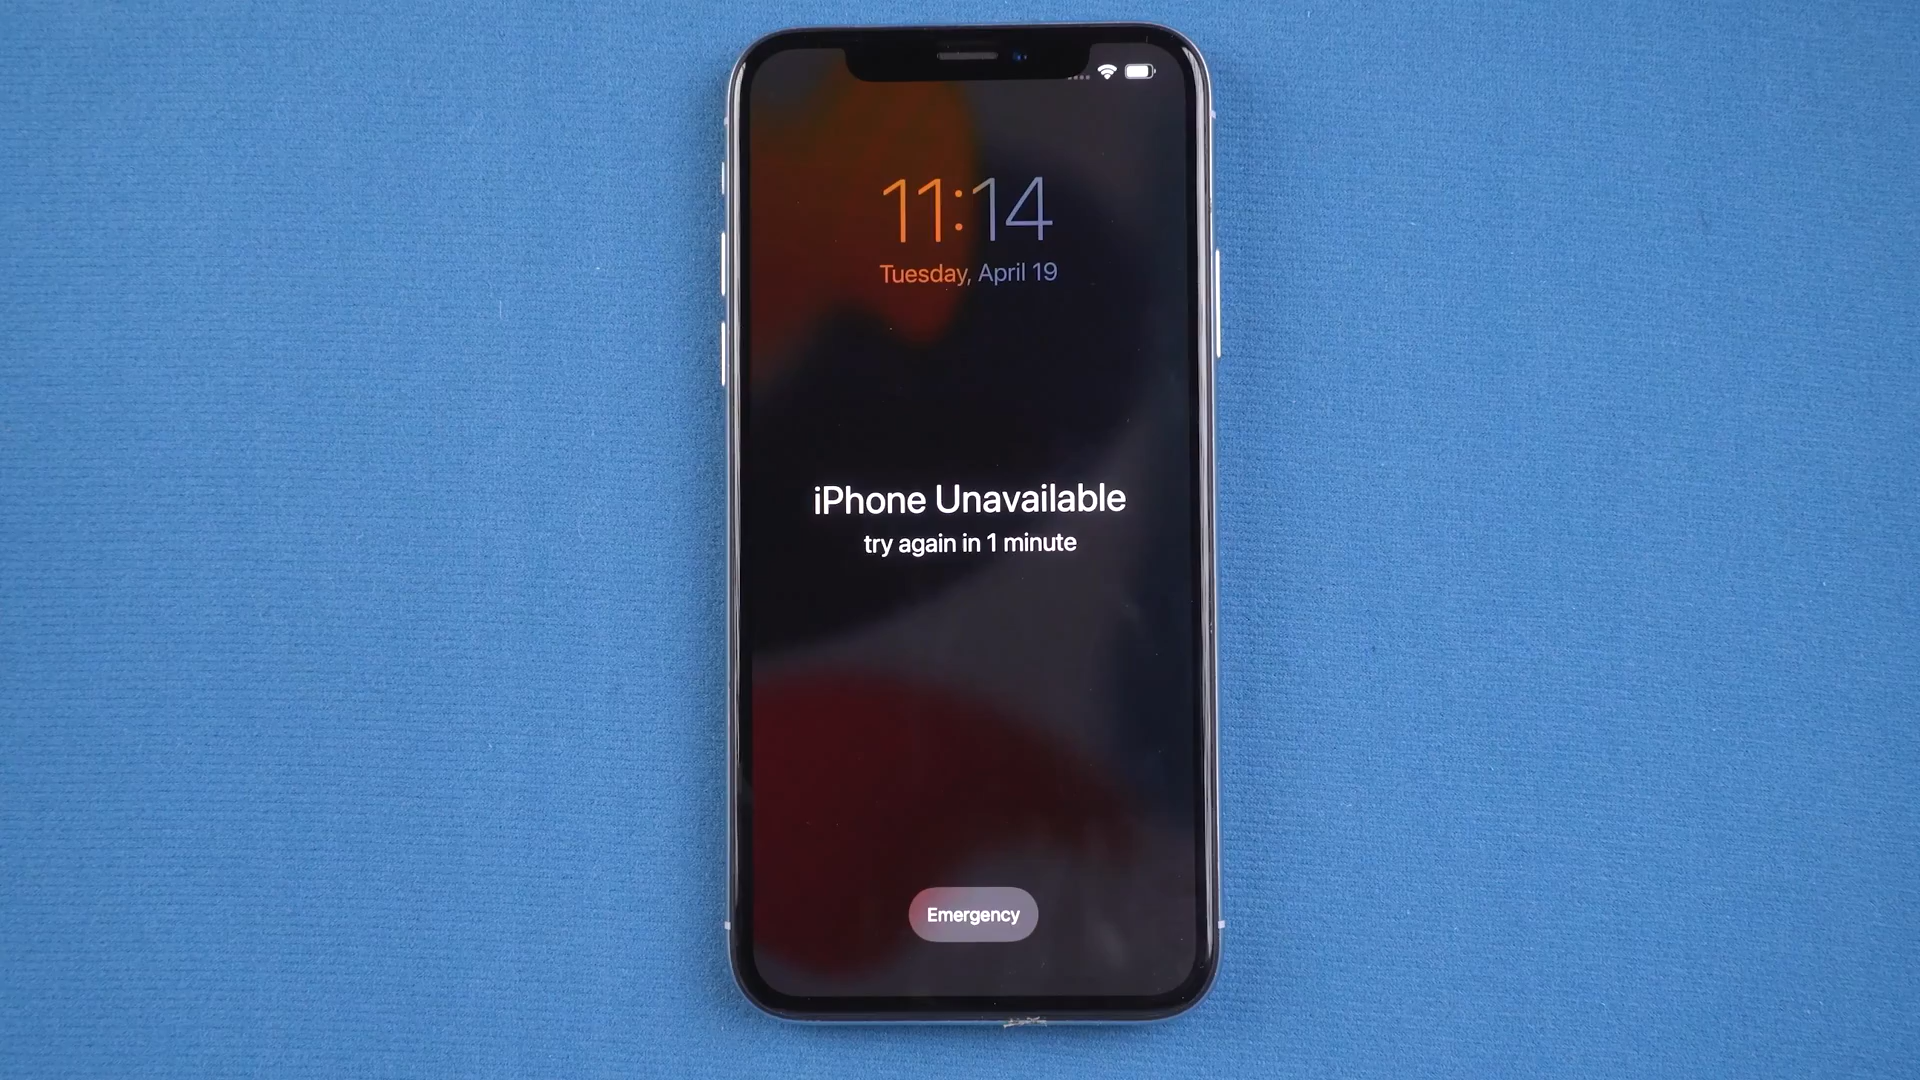 11:14
Tuesday, April 19
iPhone Unavailable
try again in 1 minute
Emergency